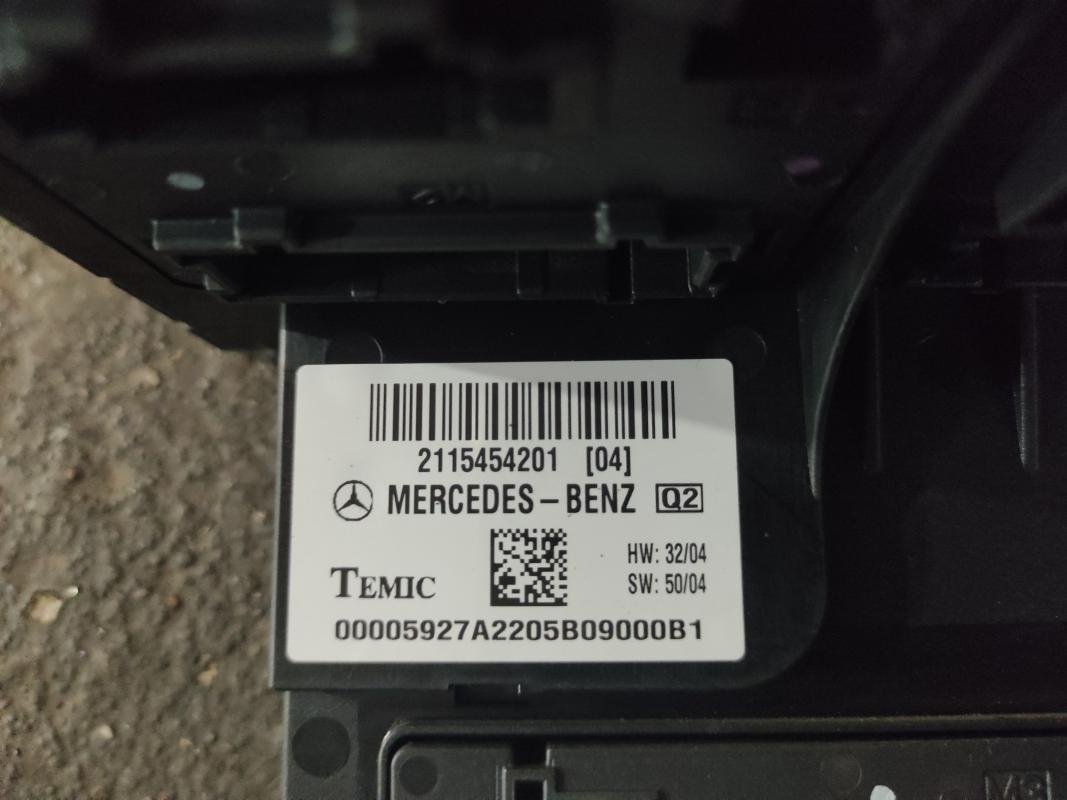 2115454201 [04]
MERCEDES-BENZ Q2
HW: 32/04
TEMIC
SW: 50/04
00005927A2205B09000B1